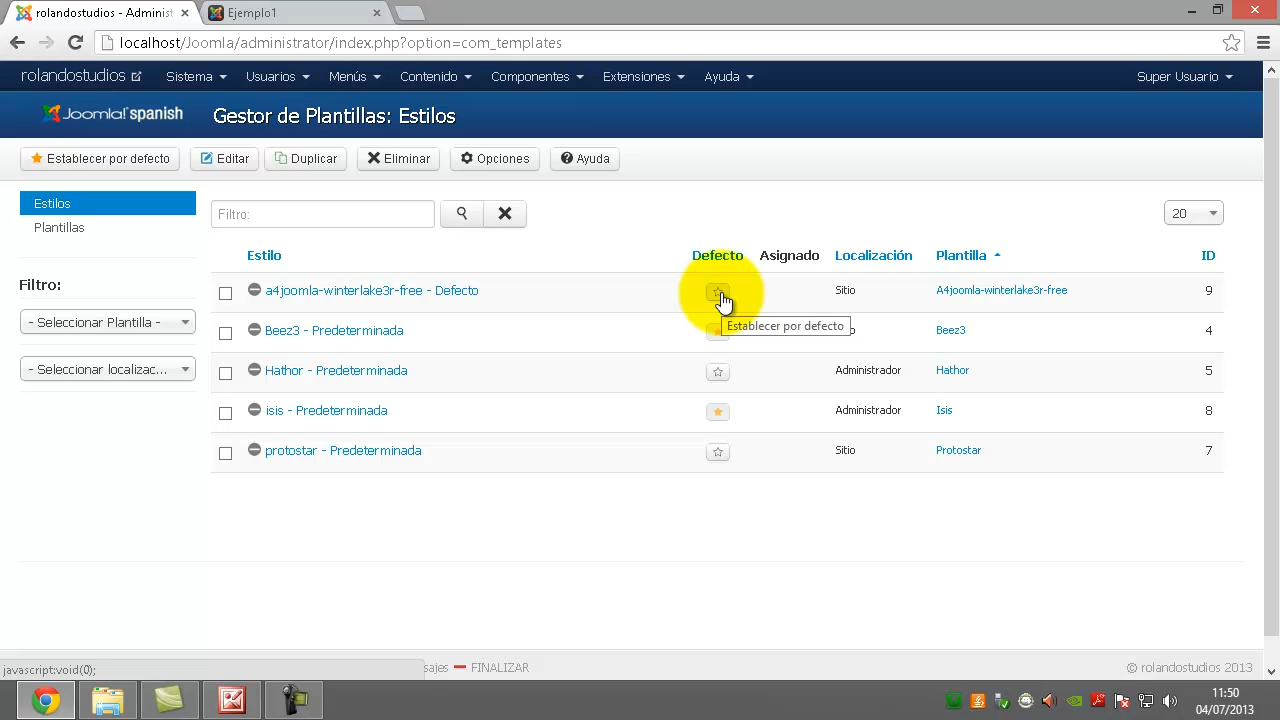 rolandostudios - Administ
Ejemplo1
localhost/Joomla/administrator/index.php?option=com_templates
rolandostudios Sistema Usuarios Menús Contenido Componentes Extensiones Ayuda Super Usuario
Joomla! spanish Gestor de Plantillas: Estilos
Establecer por defecto Editar Duplicar Eliminar Opciones Ayuda
Estilos
Plantillas
Filtro:
- Seleccionar Plantilla -
- Seleccionar localizac...
Filtro: 20
Estilo Defecto Asignado Localización Plantilla ID
a4joomla-winterlake3r-free - Defecto Sitio A4joomla-winterlake3r-free 9
Establecer por defecto
Beez3 - Predeterminada Beez3 4
Hathor - Predeterminada Administrador Hathor 5
isis - Predeterminada Administrador Isis 8
protostar - Predeterminada Sitio Protostar 7
javascript:void(0); FINALIZAR © rolandostudios 2013
11:50
04/07/2013